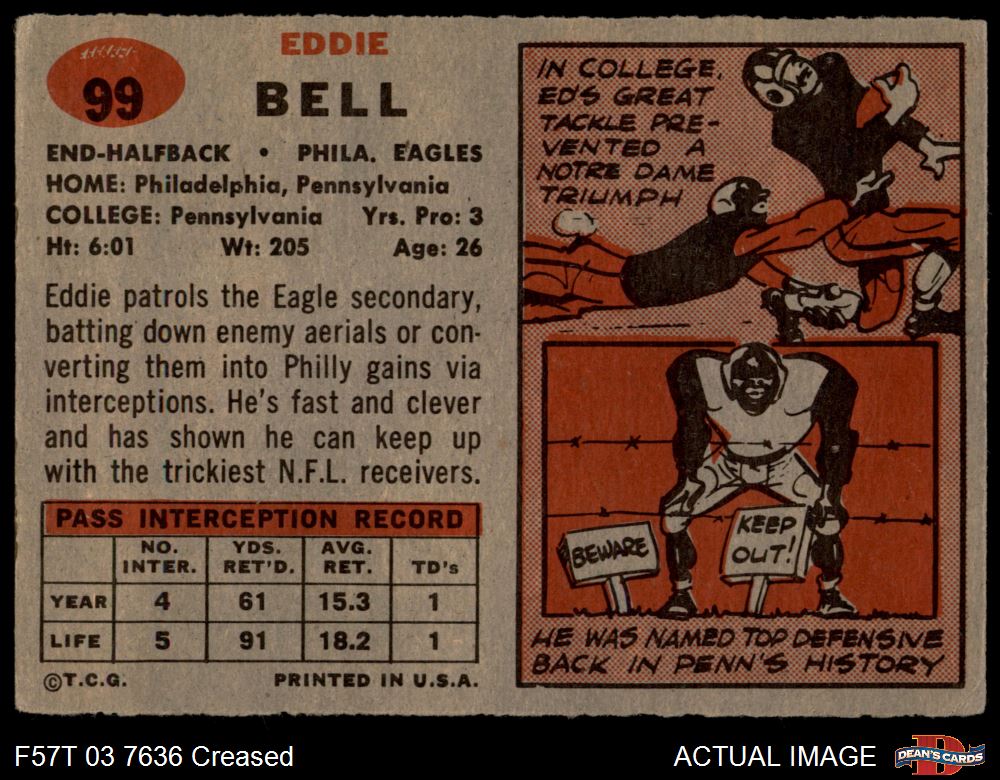 99
EDDIE
BELL
END-HALFBACK • PHILA. EAGLES
HOME: Philadelphia, Pennsylvania
COLLEGE: Pennsylvania Yrs. Pro: 3
Ht: 6:01 Wt: 205 Age: 26
Eddie patrols the Eagle secondary,
batting down enemy aerials or con-
verting them into Philly gains via
interceptions. He's fast and clever
and has shown he can keep up
with the trickiest N.F.L. receivers.
PASS INTERCEPTION RECORD
NO. INTER. YDS. RET'D. AVG. RET. TD's
YEAR 4 61 15.3 1
LIFE 5 91 18.2 1
©T.C.G. PRINTED IN U.S.A.
IN COLLEGE,
ED'S GREAT
TACKLE PRE-
VENTED A
NOTRE DAME
TRIUMPH
BEWARE
KEEP
OUT!
HE WAS NAMED TOP DEFENSIVE
BACK IN PENN'S HISTORY
F57T 03 7636 Creased
ACTUAL IMAGE
DEAN'S CARDS